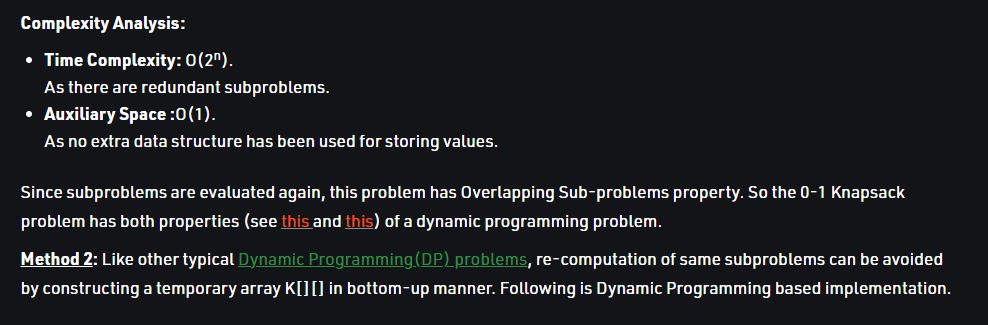 Complexity Analysis:
• Time Complexity: O(2ⁿ).
As there are redundant subproblems.
• Auxiliary Space :O(1).
As no extra data structure has been used for storing values.
Since subproblems are evaluated again, this problem has Overlapping Sub-problems property. So the 0-1 Knapsack
problem has both properties (see this and this) of a dynamic programming problem.
Method 2: Like other typical Dynamic Programming(DP) problems, re-computation of same subproblems can be avoided
by constructing a temporary array K[][] in bottom-up manner. Following is Dynamic Programming based implementation.